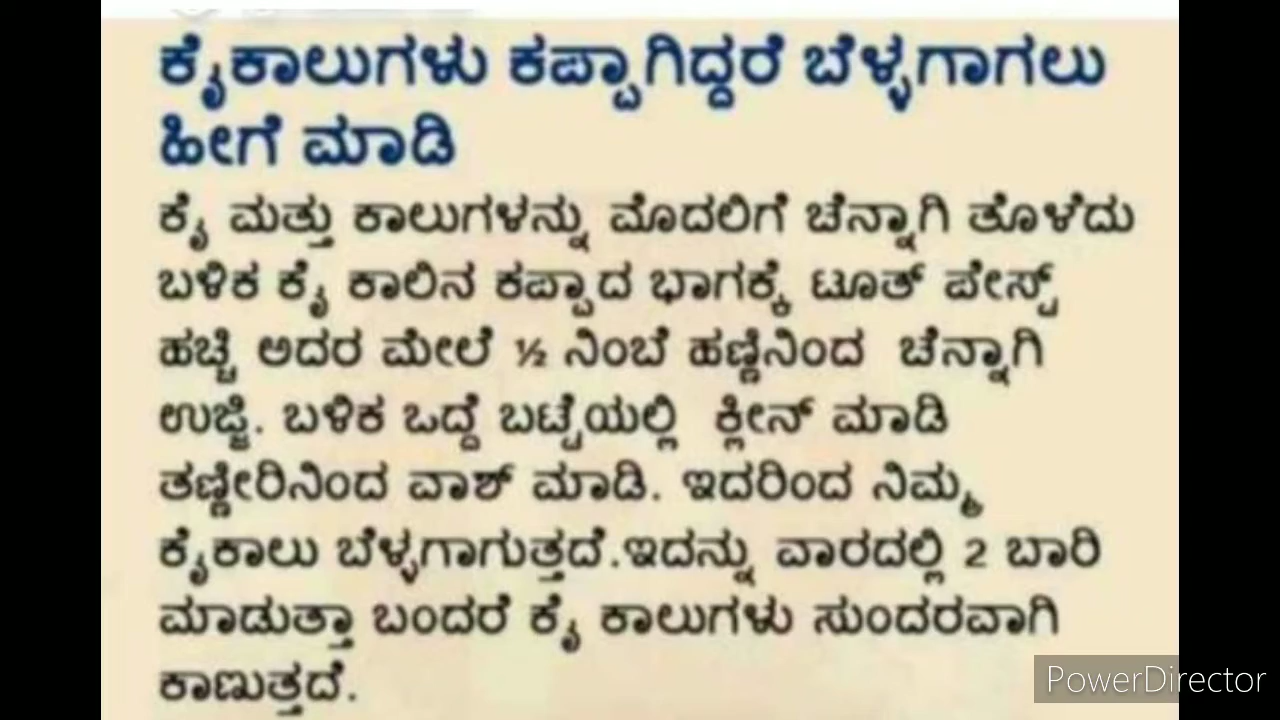 ಕೈಕಾಲುಗಳು ಕಪ್ಪಾಗಿದ್ದರೆ ಬೆಳ್ಳಗಾಗಲು
ಹೀಗೆ ಮಾಡಿ
ಕೈ ಮತ್ತು ಕಾಲುಗಳನ್ನು ಮೊದಲಿಗೆ ಚೆನ್ನಾಗಿ ತೊಳೆದು
ಬಳಿಕ ಕೈ ಕಾಲಿನ ಕಪ್ಪಾದ ಭಾಗಕ್ಕೆ ಟೂತ್ ಪೇಸ್ಟ್
ಹಚ್ಚಿ ಅದರ ಮೇಲೆ ½ ನಿಂಬೆ ಹಣ್ಣಿನಿಂದ ಚೆನ್ನಾಗಿ
ಉಜ್ಜಿ. ಬಳಿಕ ಒದ್ದೆ ಬಟ್ಟೆಯಲ್ಲಿ ಕ್ಲೀನ್ ಮಾಡಿ
ತಣ್ಣೀರಿನಿಂದ ವಾಶ್ ಮಾಡಿ. ಇದರಿಂದ ನಿಮ್ಮ
ಕೈಕಾಲು ಬೆಳ್ಳಗಾಗುತ್ತದೆ.ಇದನ್ನು ವಾರದಲ್ಲಿ 2 ಬಾರಿ
ಮಾಡುತ್ತಾ ಬಂದರೆ ಕೈ ಕಾಲುಗಳು ಸುಂದರವಾಗಿ
ಕಾಣುತ್ತದೆ.
PowerDirector